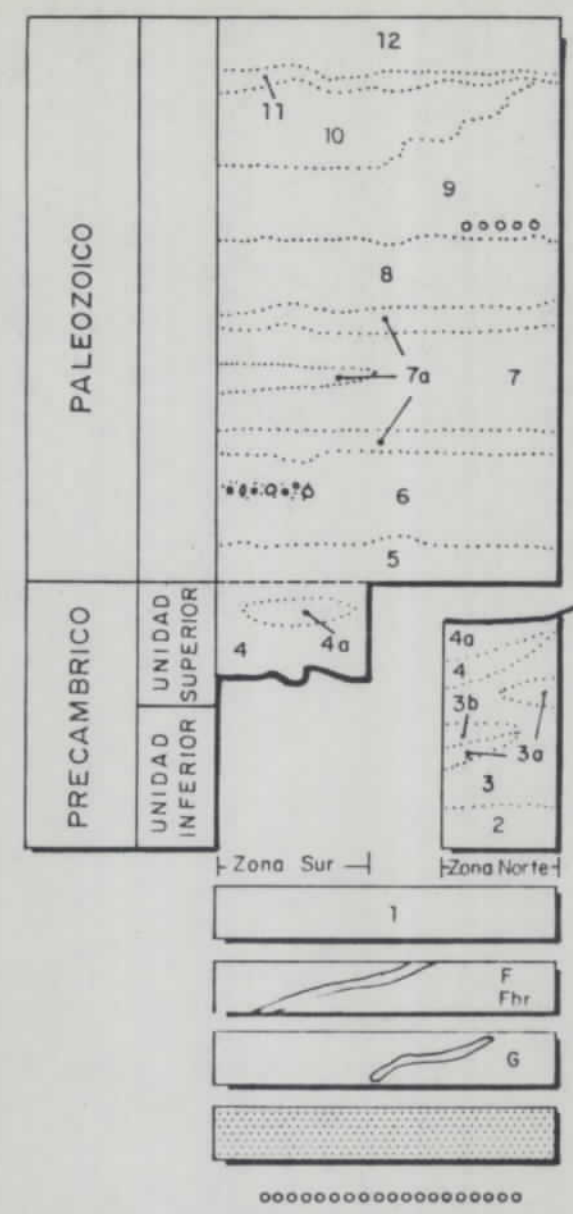 12
11
10
9
8
7a
7
6
5
PALEOZOICO
PRECAMBRICO
UNIDAD
SUPERIOR
UNIDAD
INFERIOR
4
4a
4a
4
3b
3a
3
2
Zona Sur
Zona Norte
1
F
Fhr
G